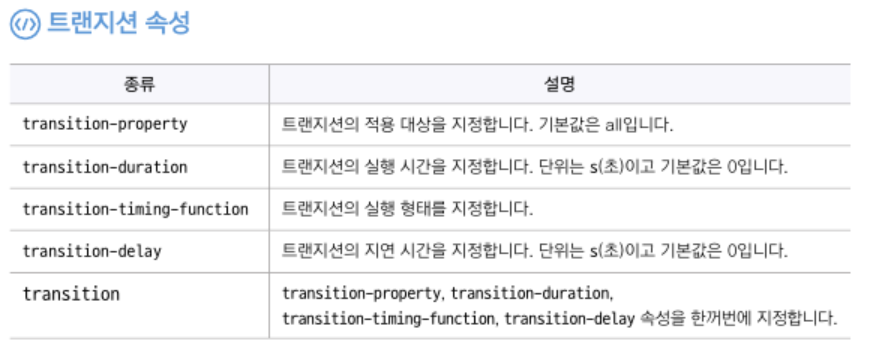 </> 트랜지션 속성
종류 설명
transition-property 트랜지션의 적용 대상을 지정합니다. 기본값은 all입니다.
transition-duration 트랜지션의 실행 시간을 지정합니다. 단위는 s(초)이고 기본값은 0입니다.
transition-timing-function 트랜지션의 실행 형태를 지정합니다.
transition-delay 트랜지션의 지연 시간을 지정합니다. 단위는 s(초)이고 기본값은 0입니다.
transition transition-property, transition-duration,
transition-timing-function, transition-delay 속성을 한꺼번에 지정합니다.